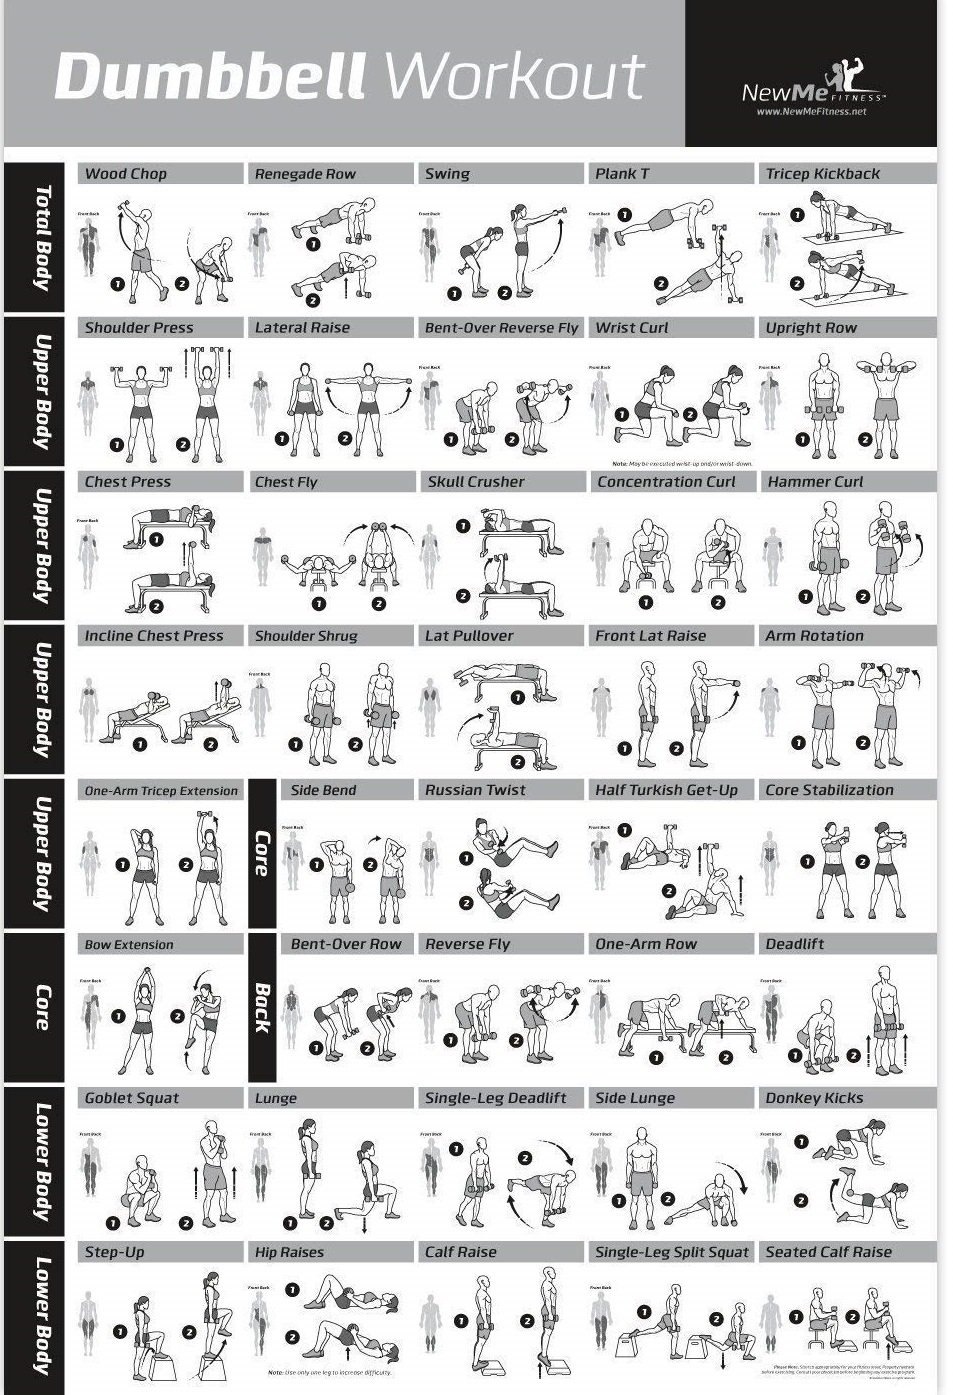 Dumbbell Workout
NewMe FITNESS™
www.NewMeFitness.net
Total Body
Wood Chop
Renegade Row
Swing
Plank T
Tricep Kickback
Front Back
Front Back
Front Back
Front Back
Front Back
1 2
1 2
1 2
1 2
1 2
Upper Body
Shoulder Press
Lateral Raise
Bent-Over Reverse Fly
Wrist Curl
Upright Row
Front Back
Front Back
Front Back
Front Back
Front Back
1 2
1 2
1 2
1 2
1 2
Note: May be executed wrist-up and/or wrist-down.
Upper Body
Chest Press
Chest Fly
Skull Crusher
Concentration Curl
Hammer Curl
Front Back
1 2
1 2
1 2
1 2
1 2
Upper Body
Incline Chest Press
Shoulder Shrug
Lat Pullover
Front Lat Raise
Arm Rotation
Front Back
1 2
1 2
1 2
1 2
1 2
Upper Body
One-Arm Tricep Extension
Core
Side Bend
Russian Twist
Half Turkish Get-Up
Core Stabilization
Front Back
Front Back
1 2
1 2
1 2
1 2
1 2
Core
Bow Extension
Back
Bent-Over Row
Reverse Fly
One-Arm Row
Deadlift
Front Back
Front Back
Front Back
Front Back
1 2
1 2
1 2
1 2
1 2
Lower Body
Goblet Squat
Lunge
Single-Leg Deadlift
Side Lunge
Donkey Kicks
Front Back
Front Back
Front Back
Front Back
Front Back
1 2
1 2
1 2
1 2
1 2
Lower Body
Step-Up
Hip Raises
Calf Raise
Single-Leg Split Squat
Seated Calf Raise
Front Back
Front Back
1 2
1 2
1 2
1 2
1 2
Note: Use only one leg to increase difficulty.
Please Note: